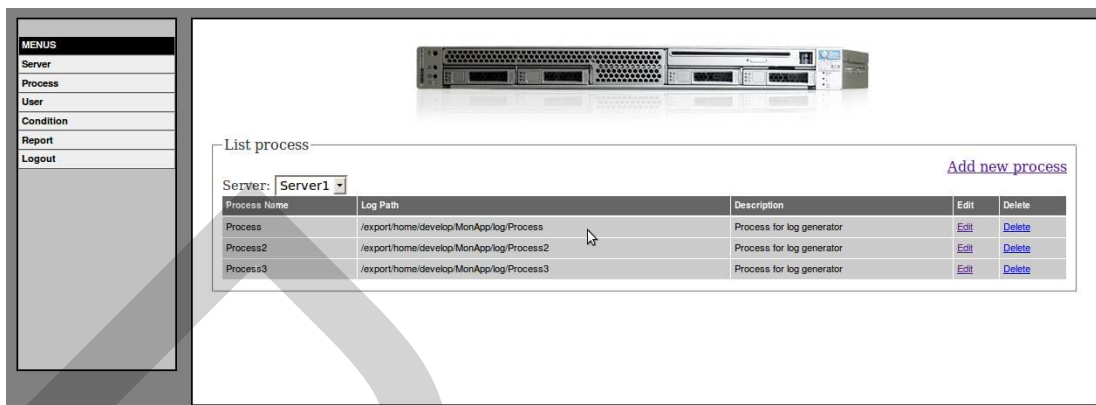 MENUS
Server
Process
User
Condition
Report
Logout
List process
Add new process
Server: Server1
Process Name Log Path Description Edit Delete
Process /export/home/develop/MonApp/log/Process Process for log generator Edit Delete
Process2 /export/home/develop/MonApp/log/Process2 Process for log generator Edit Delete
Process3 /export/home/develop/MonApp/log/Process3 Process for log generator Edit Delete